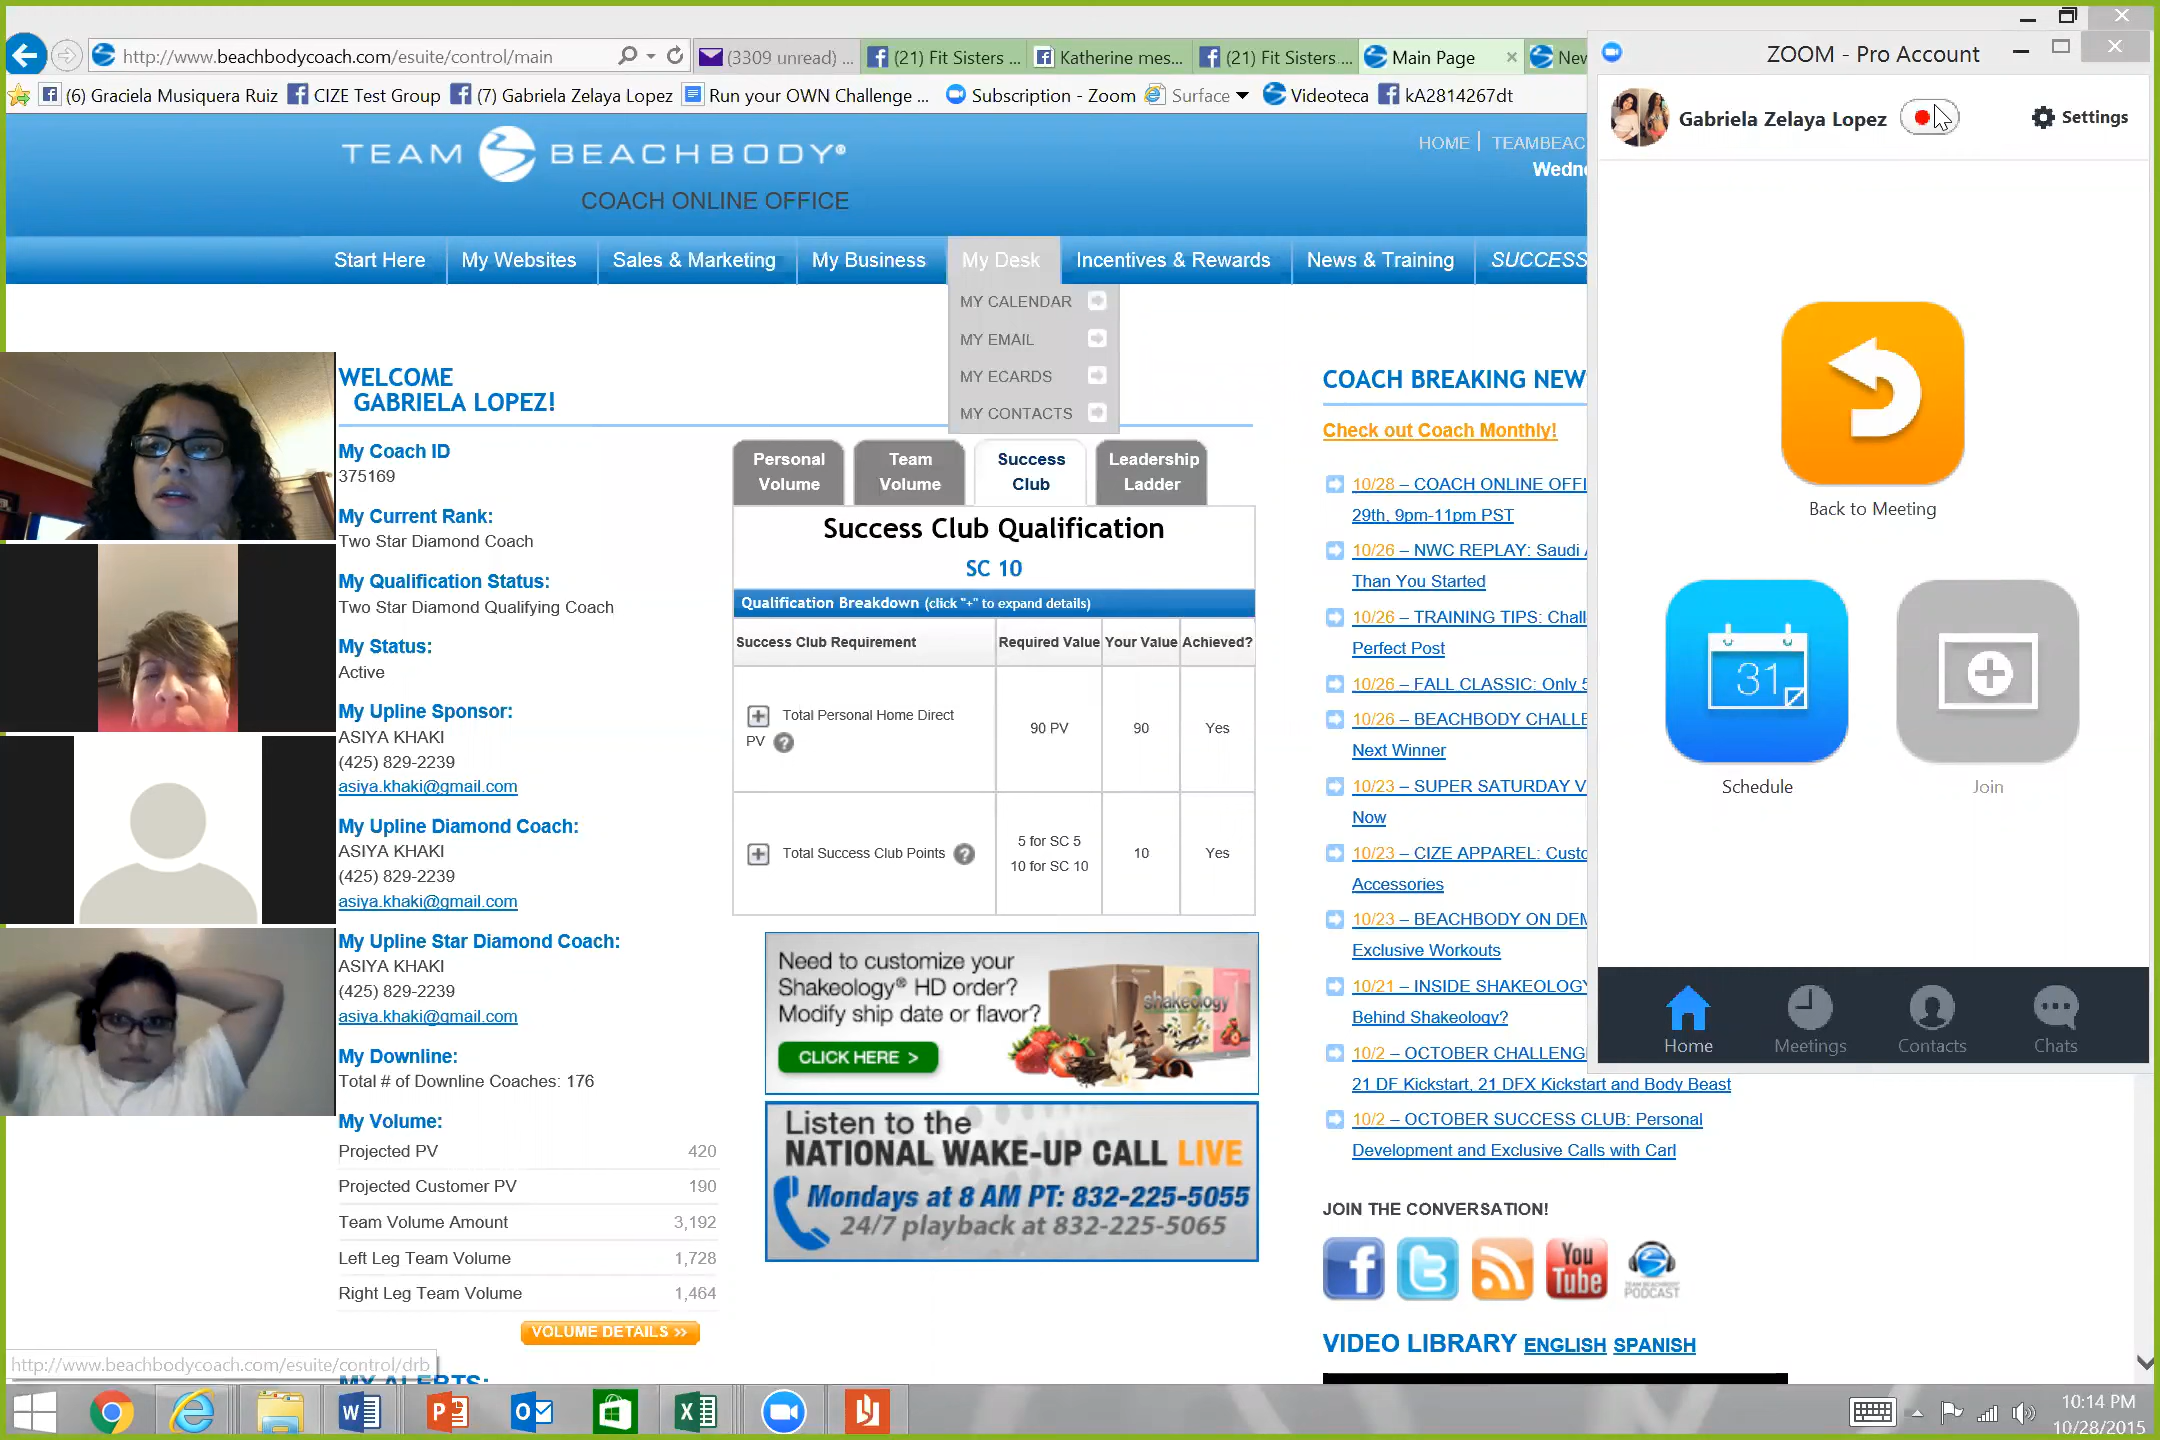 http://www.beachbodycoach.com/esuite/control/main
(3309 unread) ...
(21) Fit Sisters ...
Katherine mes...
(21) Fit Sisters ...
Main Page
New
(6) Graciela Musiquera Ruiz
CIZE Test Group
(7) Gabriela Zelaya Lopez
Run your OWN Challenge ...
Subscription - Zoom
Surface
Videoteca
kA2814267dt
TEAM BEACHBODY®
COACH ONLINE OFFICE
HOME
TEAMBEAC
Wedne
Start Here
My Websites
Sales & Marketing
My Business
My Desk
Incentives & Rewards
News & Training
SUCCESS
MY CALENDAR
MY EMAIL
MY ECARDS
MY CONTACTS
WELCOME
GABRIELA LOPEZ!
My Coach ID
375169
My Current Rank:
Two Star Diamond Coach
My Qualification Status:
Two Star Diamond Qualifying Coach
My Status:
Active
My Upline Sponsor:
ASIYA KHAKI
(425) 829-2239
asiya.khaki@gmail.com
My Upline Diamond Coach:
ASIYA KHAKI
(425) 829-2239
asiya.khaki@gmail.com
My Upline Star Diamond Coach:
ASIYA KHAKI
(425) 829-2239
asiya.khaki@gmail.com
My Downline:
Total # of Downline Coaches: 176
My Volume:
Projected PV 420
Projected Customer PV 190
Team Volume Amount 3,192
Left Leg Team Volume 1,728
Right Leg Team Volume 1,464
VOLUME DETAILS >>
MY ALERTS:
http://www.beachbodycoach.com/esuite/control/drb
Personal Volume
Team Volume
Success Club
Leadership Ladder
Success Club Qualification
SC 10
Qualification Breakdown (click "+" to expand details)
Success Club Requirement Required Value Your Value Achieved?
Total Personal Home Direct
PV ? 90 PV 90 Yes
5 for SC 5
Total Success Club Points ? 10 Yes
10 for SC 10
Need to customize your
Shakeology® HD order?
Modify ship date or flavor?
CLICK HERE >
shakeology
Listen to the
NATIONAL WAKE-UP CALL LIVE
Mondays at 8 AM PT: 832-225-5055
24/7 playback at 832-225-5065
COACH BREAKING NEW
Check out Coach Monthly!
10/28 – COACH ONLINE OFFI
29th, 9pm-11pm PST
10/26 – NWC REPLAY: Saudi
Than You Started
10/26 – TRAINING TIPS: Chall
Perfect Post
10/26 – FALL CLASSIC: Only 5
10/26 – BEACHBODY CHALLE
Next Winner
10/23 – SUPER SATURDAY V
Now
10/23 – CIZE APPAREL: Custo
Accessories
10/23 – BEACHBODY ON DEM
Exclusive Workouts
10/21 – INSIDE SHAKEOLOGY
Behind Shakeology?
10/2 – OCTOBER CHALLENG
21 DF Kickstart, 21 DFX Kickstart and Body Beast
10/2 – OCTOBER SUCCESS CLUB: Personal
Development and Exclusive Calls with Carl
JOIN THE CONVERSATION!
You
Tube
TEAM BEACHBODY
PODCAST
VIDEO LIBRARY ENGLISH SPANISH
ZOOM - Pro Account
Gabriela Zelaya Lopez
Settings
Back to Meeting
31
Schedule
Join
Home
Meetings
Contacts
Chats
10:14 PM
10/28/2015